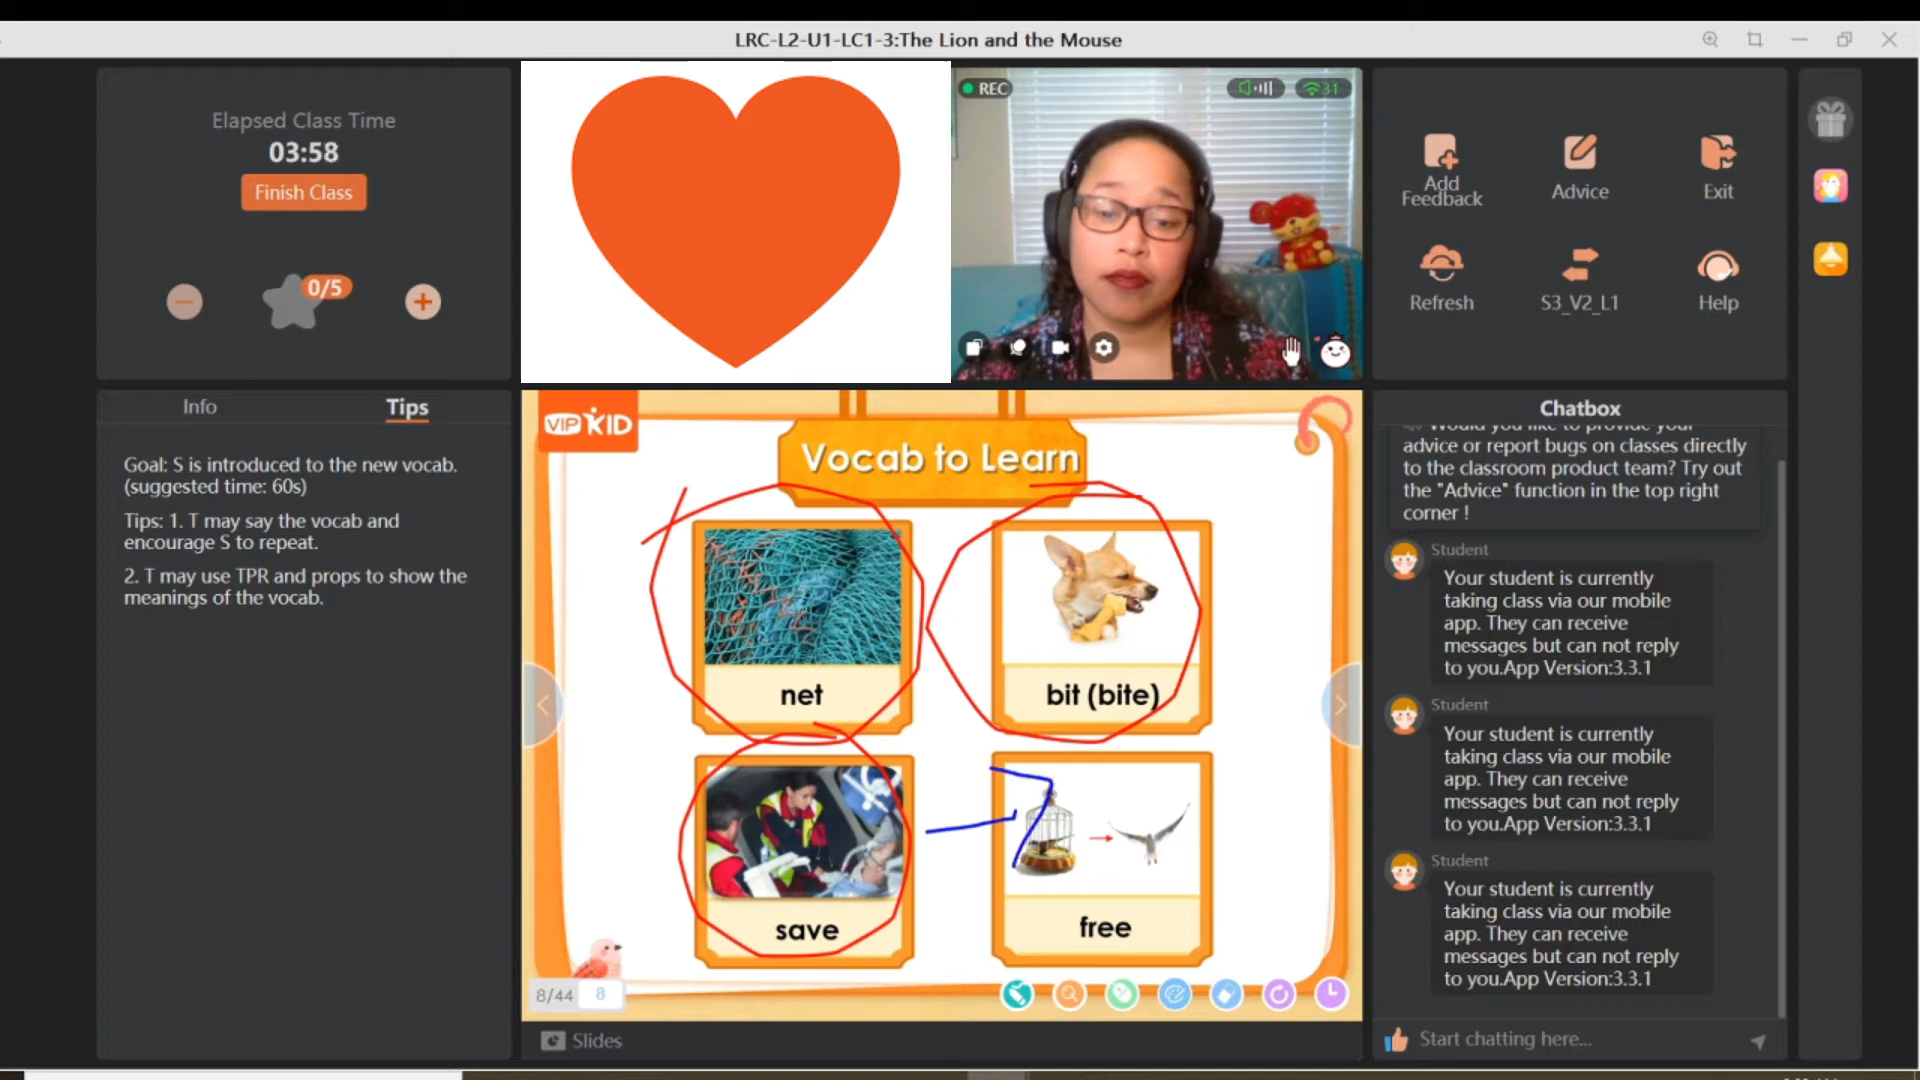 LRC-L2-U1-LC1-3:The Lion and the Mouse
Elapsed Class Time
03:58
Finish Class
0/5
REC
31
Add
Feedback
Advice
Exit
Refresh
S3_V2_L1
Help
Info
Tips
Goal: S is introduced to the new vocab.
(suggested time: 60s)
Tips: 1. T may say the vocab and
encourage S to repeat.
2. T may use TPR and props to show the
meanings of the vocab.
VIPKID
Vocab to Learn
net
bit (bite)
save
free
8/44
8
Slides
Chatbox
Would you like to provide your
advice or report bugs on classes directly
to the classroom product team? Try out
the "Advice" function in the top right
corner !
Student
Your student is currently
taking class via our mobile
app. They can receive
messages but can not reply
to you.App Version:3.3.1
Student
Your student is currently
taking class via our mobile
app. They can receive
messages but can not reply
to you.App Version:3.3.1
Student
Your student is currently
taking class via our mobile
app. They can receive
messages but can not reply
to you.App Version:3.3.1
Start chatting here...